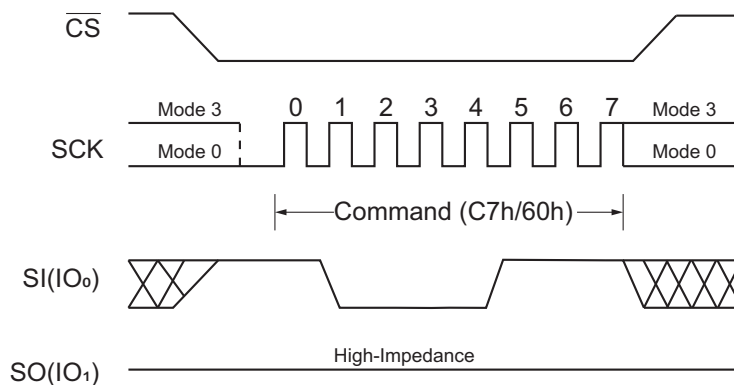 CS
Mode 3 0 1 2 3 4 5 6 7 Mode 3
SCK Mode 0 Mode 0
Command (C7h/60h)
SI(IO₀)
High-Impedance
SO(IO₁)